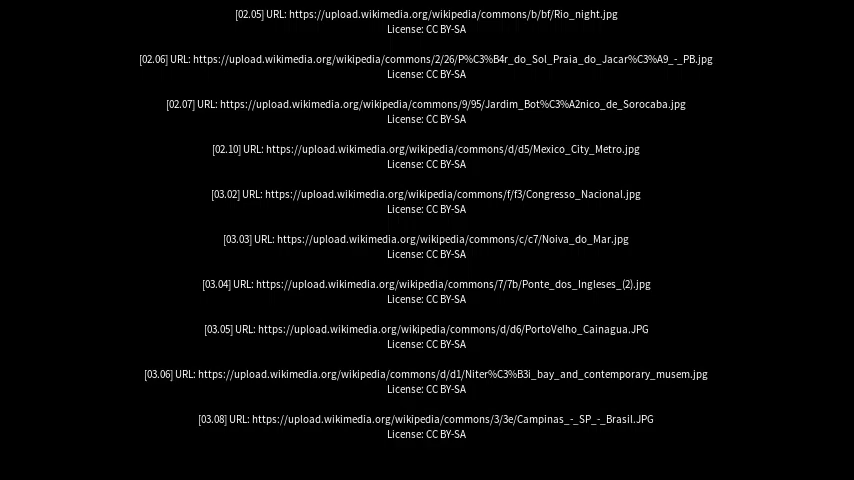 [02.05] URL: https://upload.wikimedia.org/wikipedia/commons/b/bf/Rio_night.jpg
License: CC BY-SA
[02.06] URL: https://upload.wikimedia.org/wikipedia/commons/2/26/P%C3%B4r_do_Sol_Praia_do_Jacar%C3%A9_-_PB.jpg
License: CC BY-SA
[02.07] URL: https://upload.wikimedia.org/wikipedia/commons/9/95/Jardim_Bot%C3%A2nico_de_Sorocaba.jpg
License: CC BY-SA
[02.10] URL: https://upload.wikimedia.org/wikipedia/commons/d/d5/Mexico_City_Metro.jpg
License: CC BY-SA
[03.02] URL: https://upload.wikimedia.org/wikipedia/commons/f/f3/Congresso_Nacional.jpg
License: CC BY-SA
[03.03] URL: https://upload.wikimedia.org/wikipedia/commons/c/c7/Noiva_do_Mar.jpg
License: CC BY-SA
[03.04] URL: https://upload.wikimedia.org/wikipedia/commons/7/7b/Ponte_dos_Ingleses_(2).jpg
License: CC BY-SA
[03.05] URL: https://upload.wikimedia.org/wikipedia/commons/d/d6/PortoVelho_Cainagua.JPG
License: CC BY-SA
[03.06] URL: https://upload.wikimedia.org/wikipedia/commons/d/d1/Niter%C3%B3i_bay_and_contemporary_musem.jpg
License: CC BY-SA
[03.08] URL: https://upload.wikimedia.org/wikipedia/commons/3/3e/Campinas_-_SP_-_Brasil.JPG
License: CC BY-SA